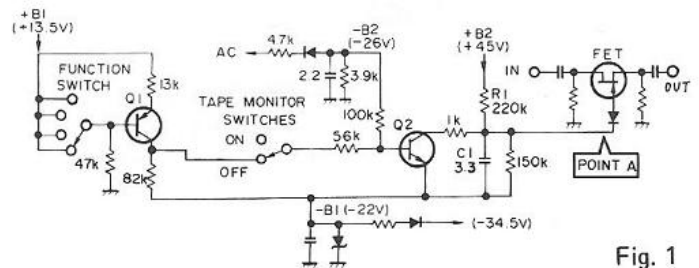 +B1
(+13.5V)
FUNCTION
SWITCH
Q1
13k
47k
82k
AC
4.7k
-B2
(-26V)
2.2
3.9k
100k
TAPE MONITOR
SWITCHES
ON
OFF
56k
Q2
+B2
(+45V)
R1
220k
1k
C1
3.3
150k
IN
FET
OUT
POINT A
-B1 (-22V)
(-34.5V)
Fig. 1